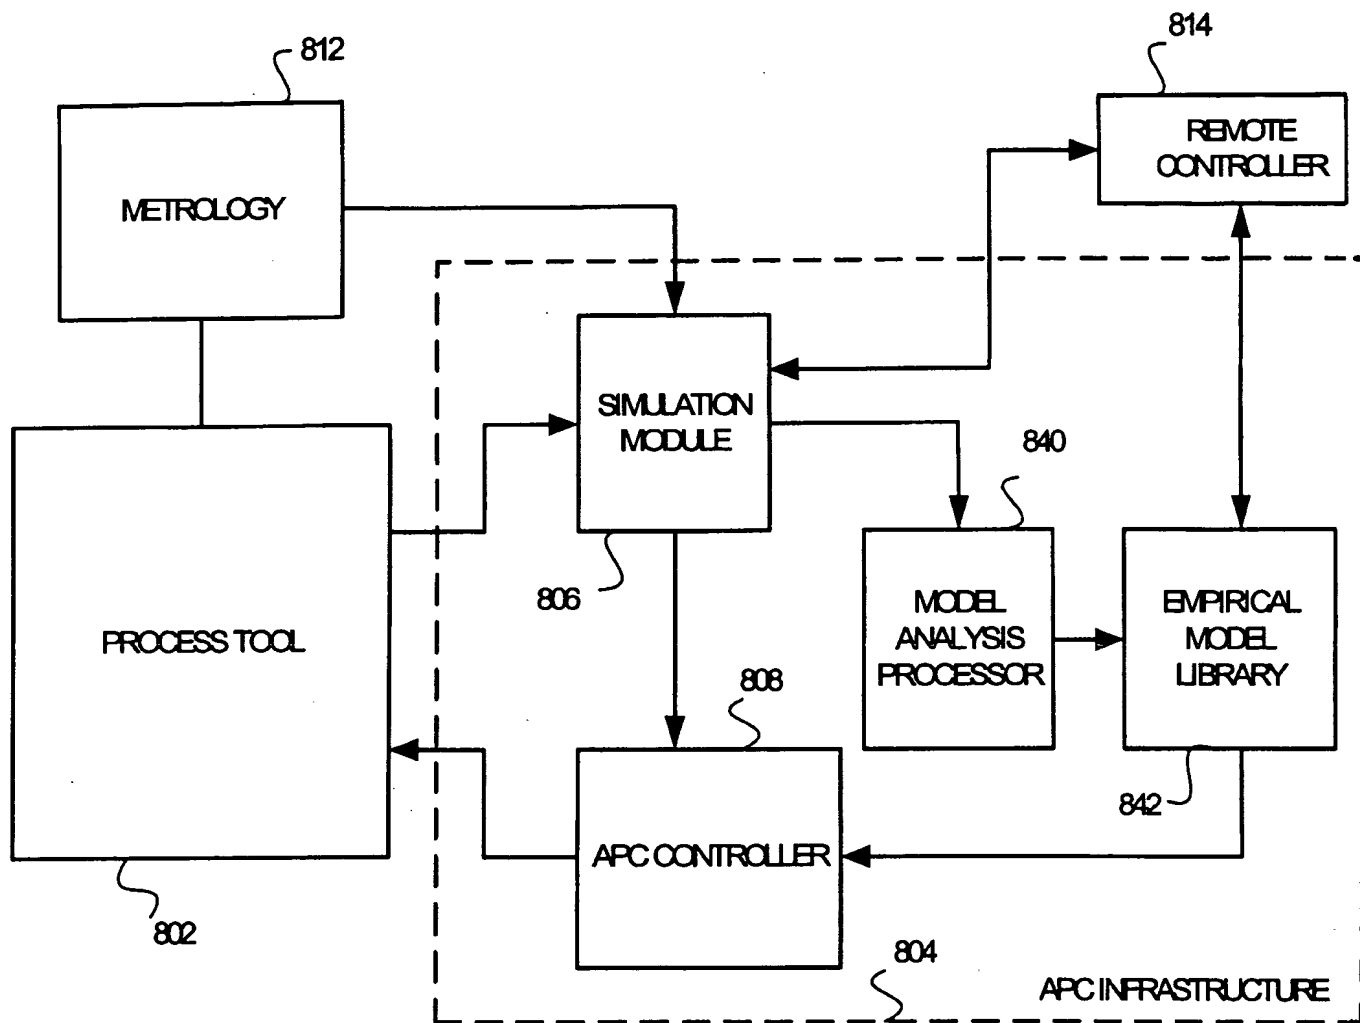 812
814
METROLOGY
REMOTE
CONTROLLER
SIMULATION
MODULE
840
806
PROCESS TOOL
MODEL
ANALYSIS
PROCESSOR
EMPIRICAL
MODEL
LIBRARY
808
842
APC CONTROLLER
802
804
APC INFRASTRUCTURE